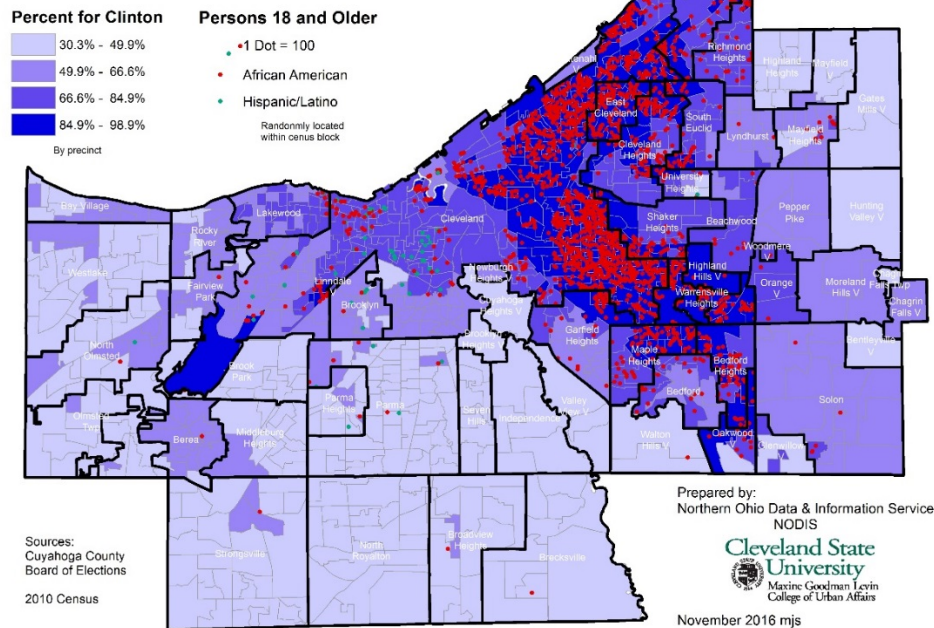 Percent for Clinton
30.3% - 49.9%
49.9% - 66.6%
66.6% - 84.9%
84.9% - 98.9%
By precinct
Persons 18 and Older
1 Dot = 100
African American
Hispanic/Latino
Randonmly located
within cenus block
Richmond
Heights
Highland
Heights
Mayfield
V
Gates
Mills V
East
Cleveland
South
Euclid
Lyndhurst
Mayfield
Heights
Cleveland
Heights
University
Heights
Bay Village
Lakewood
Rocky
River
Cleveland
Shaker
Heights
Beachwood
Pepper
Pike
Hunting
Valley V
Westlake
Fairview
Park
Linndale
V
Brooklyn
Newburgh
Heights
Cuyahoga
Heights V
Highland
Hills V
Woodmere
V
Orange
V
Moreland
Hills V
Chagrin
Falls Twp
Chagrin
Falls V
Warrensville
Heights
North
Olmsted
Brook
Park
Brooklyn
Heights V
Garfield
Heights
Maple
Heights
Bedford
Heights
Bentleyville
V
Olmsted
Twp
Berea
Middleburg
Heights
Parma
Heights
Parma
Seven
Hills
Independence
Valley
View V
Bedford
Walton
Hills V
Oakwood
V
Glenwillow
V
Solon
Strongsville
North
Royalton
Broadview
Heights
Brecksville
Sources:
Cuyahoga County
Board of Elections
2010 Census
Prepared by:
Northern Ohio Data & Information Service
NODIS
Cleveland State
University
Maxine Goodman Levin
College of Urban Affairs
November 2016 mjs